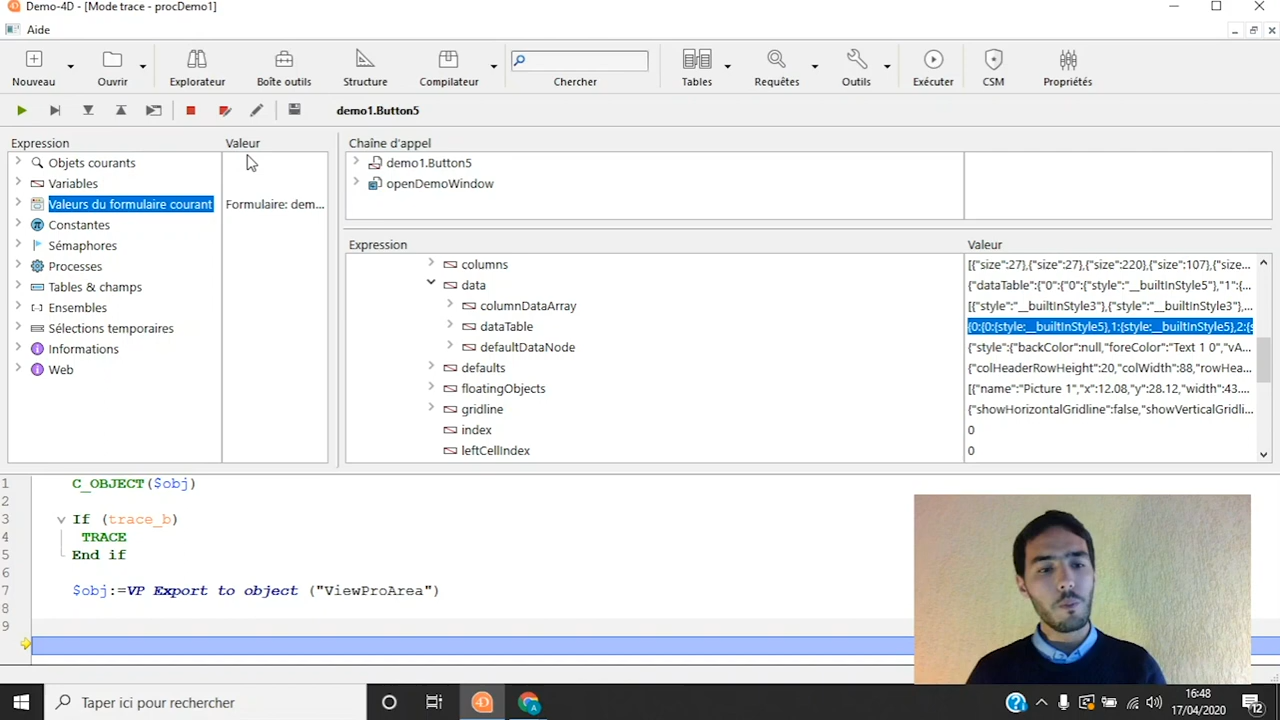 Demo-4D - [Mode trace - procDemo1]
Aide
Nouveau Ouvrir Explorateur Boîte outils Structure Compilateur Chercher Tables Requêtes Outils Exécuter CSM Propriétés
demo1.Button5
Expression Valeur
Objets courants
Variables
Valeurs du formulaire courant Formulaire: dem...
Constantes
Sémaphores
Processes
Tables & champs
Ensembles
Sélections temporaires
Informations
Web
Chaîne d'appel
demo1.Button5
openDemoWindow
Expression Valeur
columns [{"size":27},{"size":27},{"size":220},{"size":107},{"size...
data {"dataTable":{"0":{"0":{"style":"__builtInStyle5"},"1":{...
columnDataArray [{"style":"__builtInStyle3"},{"style":"__builtInStyle3"},...
dataTable {0:{0:{style:__builtInStyle5},1:{style:__builtInStyle5},2:{s
defaultDataNode {"style":{"backColor":null,"foreColor":"Text 1 0","vA...
defaults {"colHeaderRowHeight":20,"colWidth":88,"rowHea...
floatingObjects [{"name":"Picture 1","x":12.08,"y":28.12,"width":43....
gridline {"showHorizontalGridline":false,"showVerticalGridli...
index 0
leftCellIndex 0
1 C_OBJECT($obj)
2
3 If (trace_b)
4 TRACE
5 End if
6
7 $obj:=VP Export to object ("ViewProArea")
8
9
Taper ici pour rechercher
16:48
17/04/2020
12